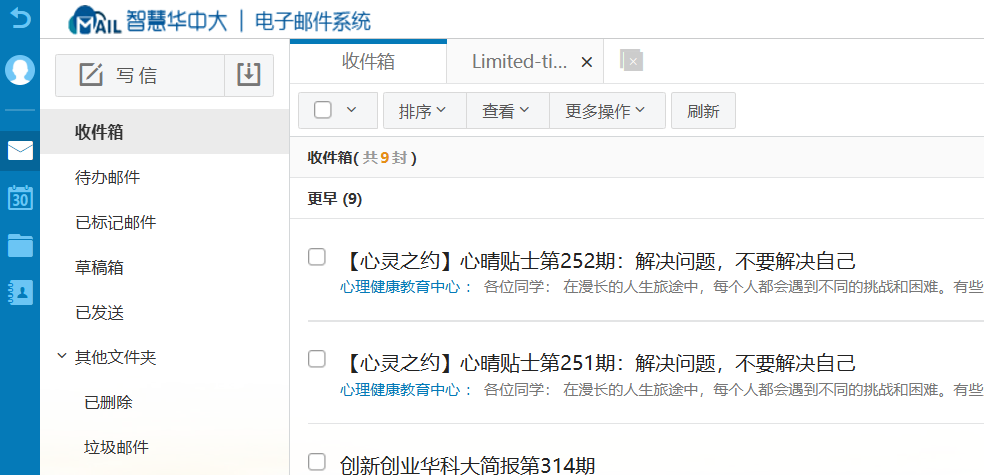 MAIL 智慧华中大 | 电子邮件系统
收件箱
Limited-ti... ×
写信
排序
查看
更多操作
刷新
收件箱
收件箱( 共9封 )
待办邮件
更早 (9)
30
已标记邮件
草稿箱
【心灵之约】心晴贴士第252期：解决问题，不要解决自己
心理健康教育中心 ： 各位同学： 在漫长的人生旅途中，每个人都会遇到不同的挑战和困难。有些
已发送
其他文件夹
【心灵之约】心晴贴士第251期：解决问题，不要解决自己
心理健康教育中心 ： 各位同学： 在漫长的人生旅途中，每个人都会遇到不同的挑战和困难。有些
已删除
垃圾邮件
创新创业华科大简报第314期